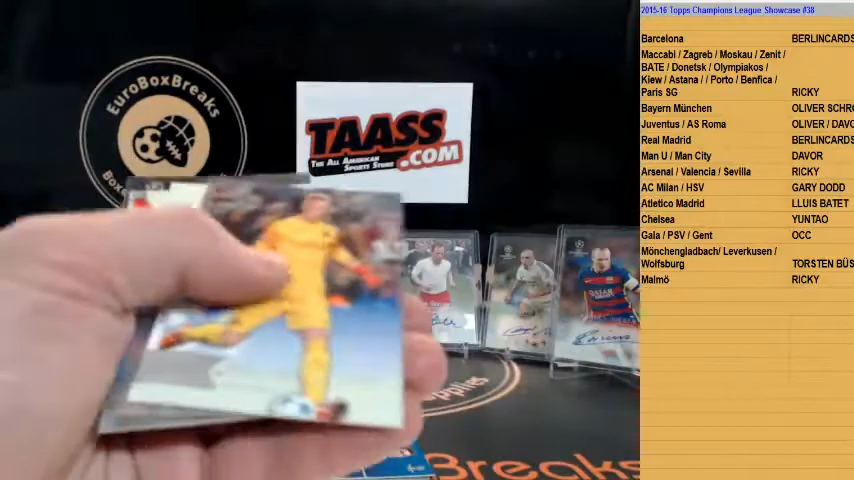 EuroBoxBreaks
TAASS
THE ALL AMERICAN
SPORTS STORE
.COM
Breaks
2015-16 Topps Champions League Showcase #38
Barcelona BERLINCARDS
Maccabi / Zagreb / Moskau / Zenit /
BATE / Donetsk / Olympiakos /
Kiew / Astana / / Porto / Benfica /
Paris SG RICKY
Bayern München OLIVER SCHRO
Juventus / AS Roma OLIVER / DAVO
Real Madrid BERLINCARDS
Man U / Man City DAVOR
Arsenal / Valencia / Sevilla RICKY
AC Milan / HSV GARY DODD
Atletico Madrid LLUIS BATET
Chelsea YUNTAO
Gala / PSV / Gent OCC
Mönchengladbach/ Leverkusen /
Wolfsburg TORSTEN BÜS
Malmö RICKY